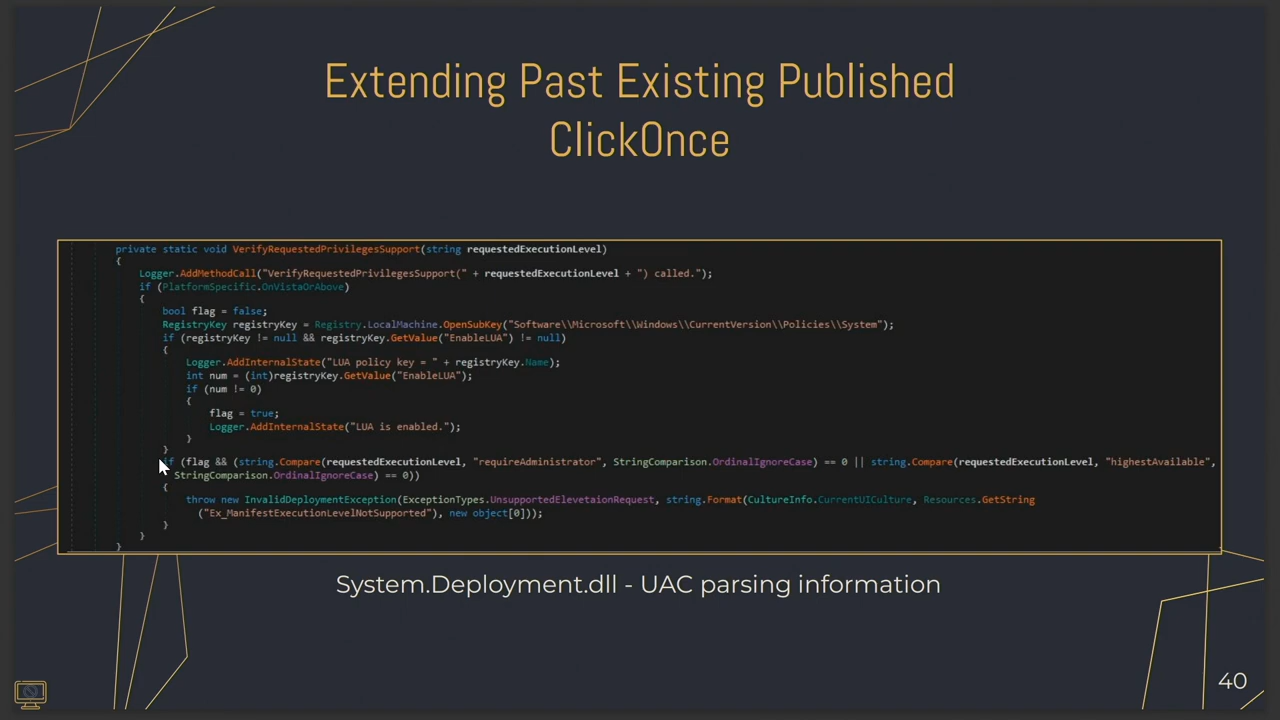 Extending Past Existing Published
ClickOnce
private static void VerifyRequestedPrivilegesSupport(string requestedExecutionLevel)
{
Logger.AddMethodCall("VerifyRequestedPrivilegesSupport(" + requestedExecutionLevel + ") called.");
if (PlatformSpecific.OnVistaOrAbove)
{
bool flag = false;
RegistryKey registryKey = Registry.LocalMachine.OpenSubKey("Software\\Microsoft\\Windows\\CurrentVersion\\Policies\\System");
if (registryKey != null && registryKey.GetValue("EnableLUA") != null)
{
Logger.AddInternalState("LUA policy key = " + registryKey.Name);
int num = (int)registryKey.GetValue("EnableLUA");
if (num != 0)
{
flag = true;
Logger.AddInternalState("LUA is enabled.");
}
}
if (flag && (string.Compare(requestedExecutionLevel, "requireAdministrator", StringComparison.OrdinalIgnoreCase) == 0 || string.Compare(requestedExecutionLevel, "highestAvailable",
StringComparison.OrdinalIgnoreCase) == 0))
{
throw new InvalidDeploymentException(ExceptionTypes.UnsupportedElevetaionRequest, string.Format(CultureInfo.CurrentUICulture, Resources.GetString
("Ex_ManifestExecutionLevelNotSupported"), new object[0]));
}
}
}
System.Deployment.dll - UAC parsing information
40